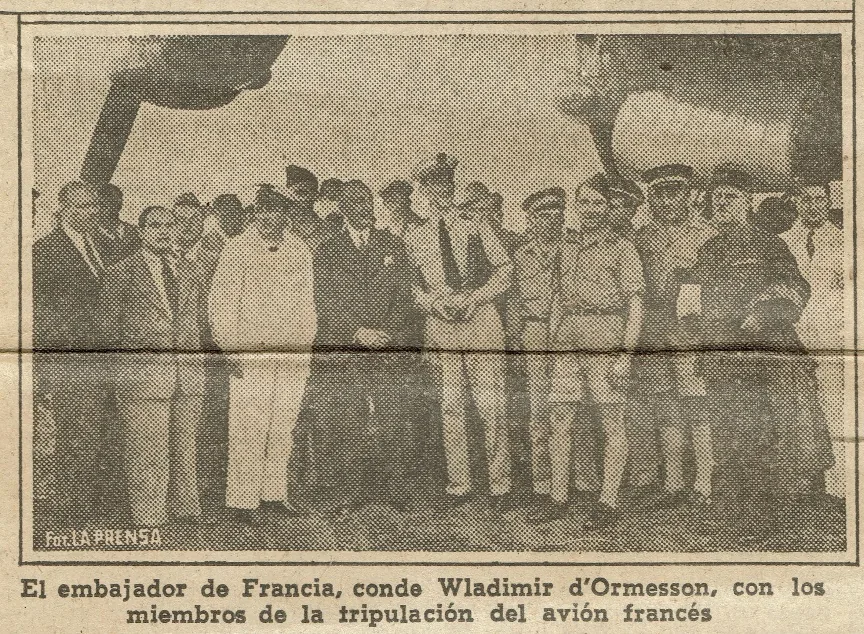 Fot. LA PRENSA
El embajador de Francia, conde Wladimir d'Ormesson, con los
miembros de la tripulación del avión francés